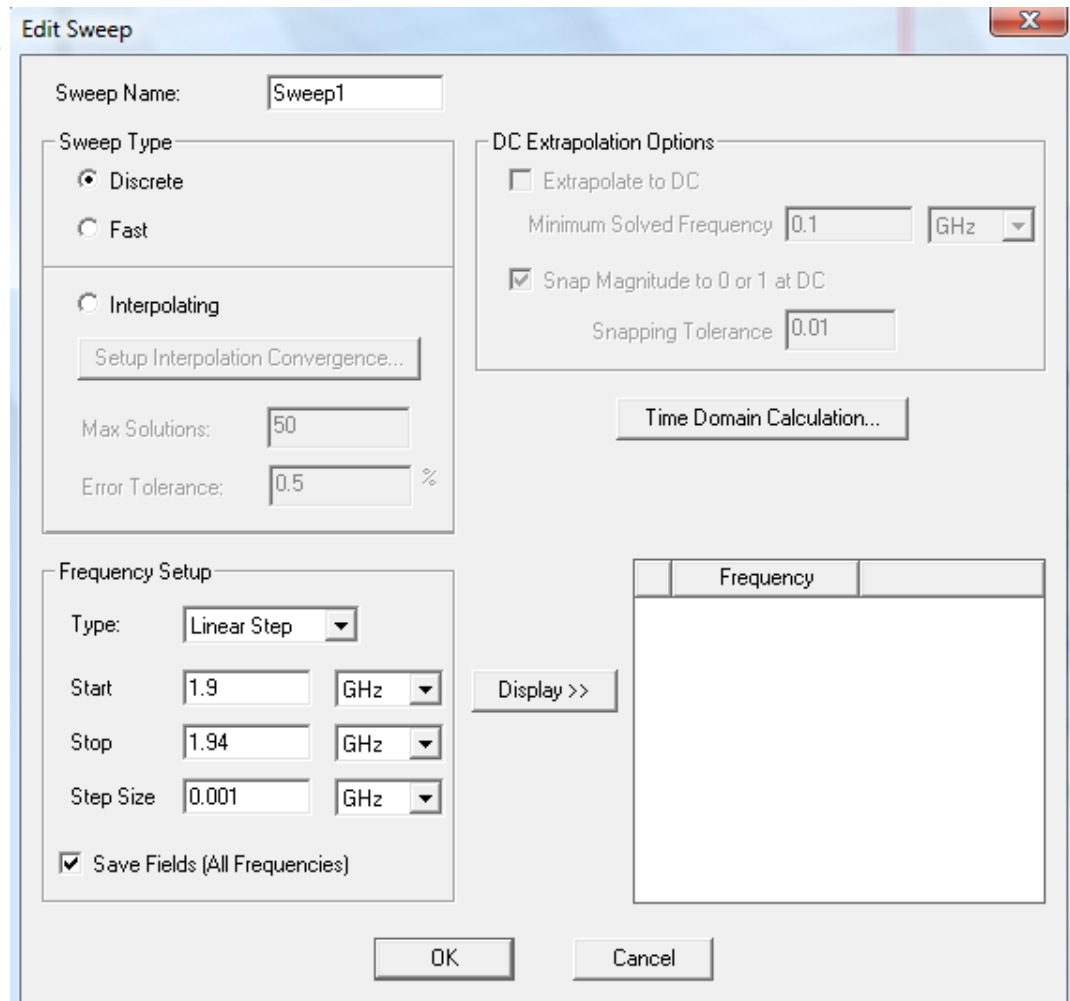 Edit Sweep
Sweep Name: Sweep1
Sweep Type
Discrete
Fast
Interpolating
Setup Interpolation Convergence...
Max Solutions: 50
Error Tolerance: 0.5 %
DC Extrapolation Options
Extrapolate to DC
Minimum Solved Frequency 0.1 GHz
Snap Magnitude to 0 or 1 at DC
Snapping Tolerance 0.01
Time Domain Calculation...
Frequency Setup
Type: Linear Step
Start 1.9 GHz
Stop 1.94 GHz
Step Size 0.001 GHz
Save Fields (All Frequencies)
Display >>
Frequency
OK Cancel